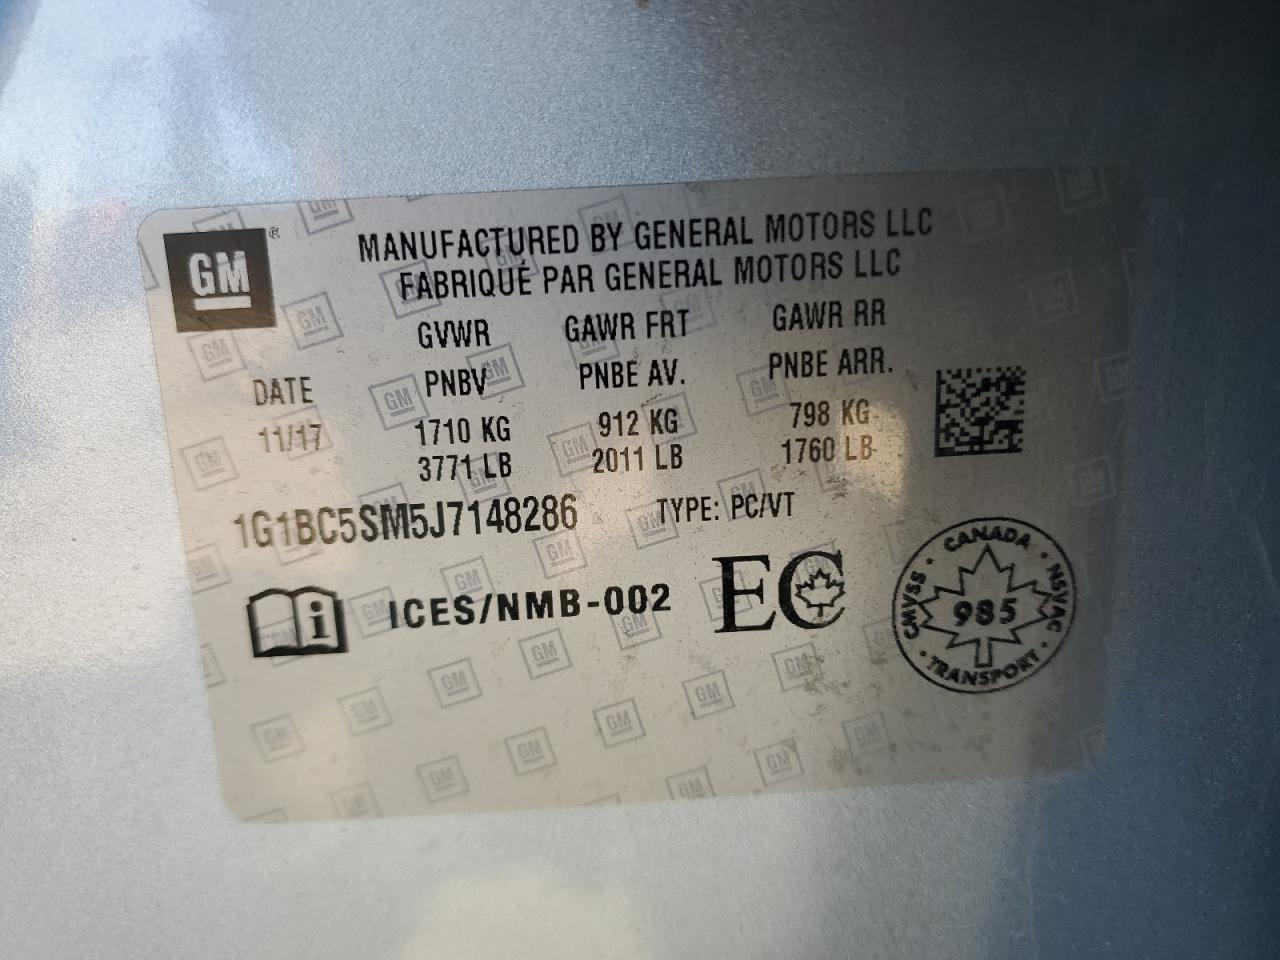 GM
MANUFACTURED BY GENERAL MOTORS LLC
FABRIQUÉ PAR GENERAL MOTORS LLC
GVWR GAWR FRT GAWR RR
DATE PNBV PNBE AV. PNBE ARR.
11/17 1710 KG 912 KG 798 KG
3771 LB 2011 LB 1760 LB
1G1BC5SM5J7148286 TYPE: PC/VT
i ICES/NMB-002 EC
CANADA
CMVSS 985 NSVAC
TRANSPORT